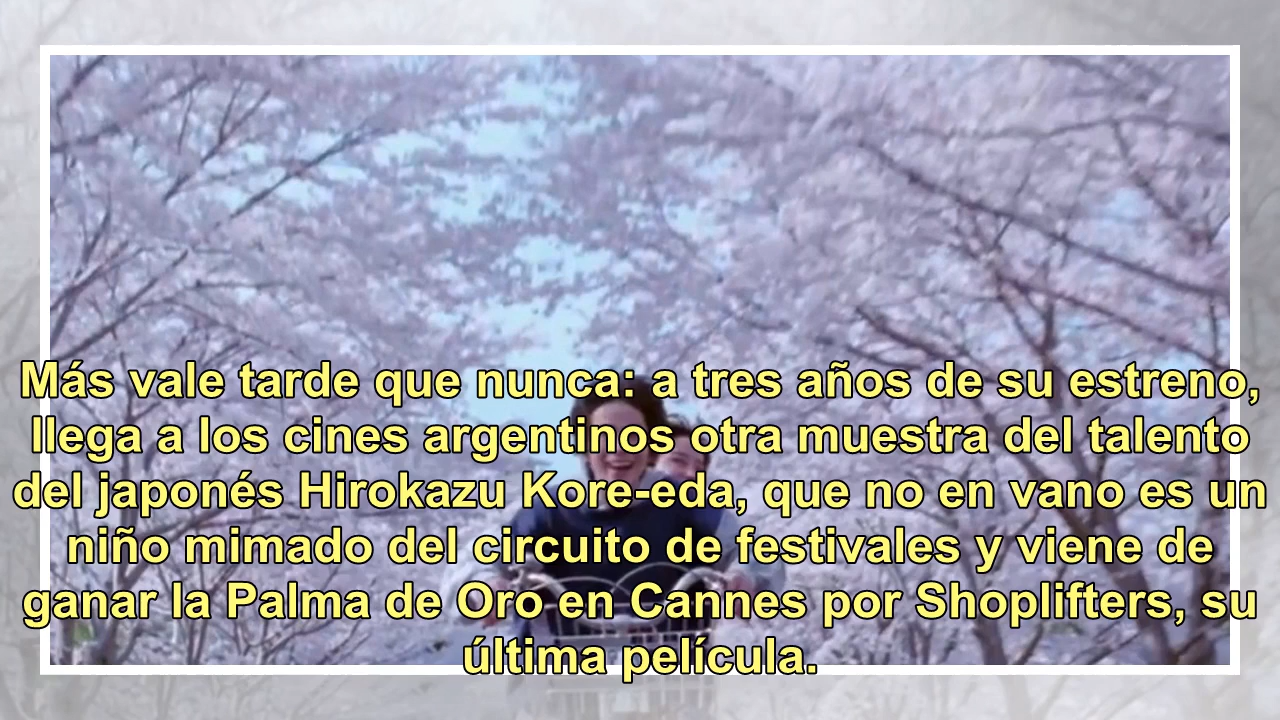 Más vale tarde que nunca: a tres años de su estreno,
llega a los cines argentinos otra muestra del talento
del japonés Hirokazu Kore-eda, que no en vano es un
niño mimado del circuito de festivales y viene de
ganar la Palma de Oro en Cannes por Shoplifters, su
última película.